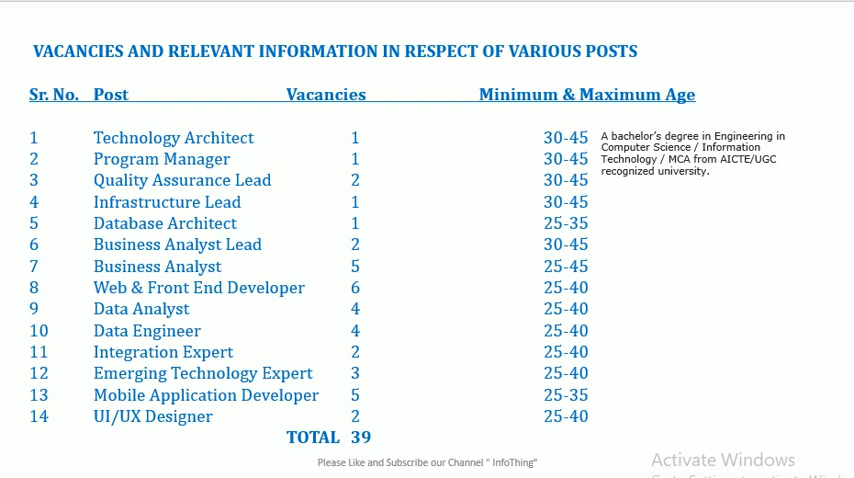 VACANCIES AND RELEVANT INFORMATION IN RESPECT OF VARIOUS POSTS
Sr. No. Post Vacancies Minimum & Maximum Age
1 Technology Architect 1 30-45
2 Program Manager 1 30-45
3 Quality Assurance Lead 2 30-45
4 Infrastructure Lead 1 30-45
5 Database Architect 1 25-35
6 Business Analyst Lead 2 30-45
7 Business Analyst 5 25-45
8 Web & Front End Developer 6 25-40
9 Data Analyst 4 25-40
10 Data Engineer 4 25-40
11 Integration Expert 2 25-40
12 Emerging Technology Expert 3 25-40
13 Mobile Application Developer 5 25-35
14 UI/UX Designer 2 25-40
TOTAL 39
A bachelor's degree in Engineering in
Computer Science / Information
Technology / MCA from AICTE/UGC
recognized university.
Please Like and Subscribe our Channel " InfoThing"
Activate Windows